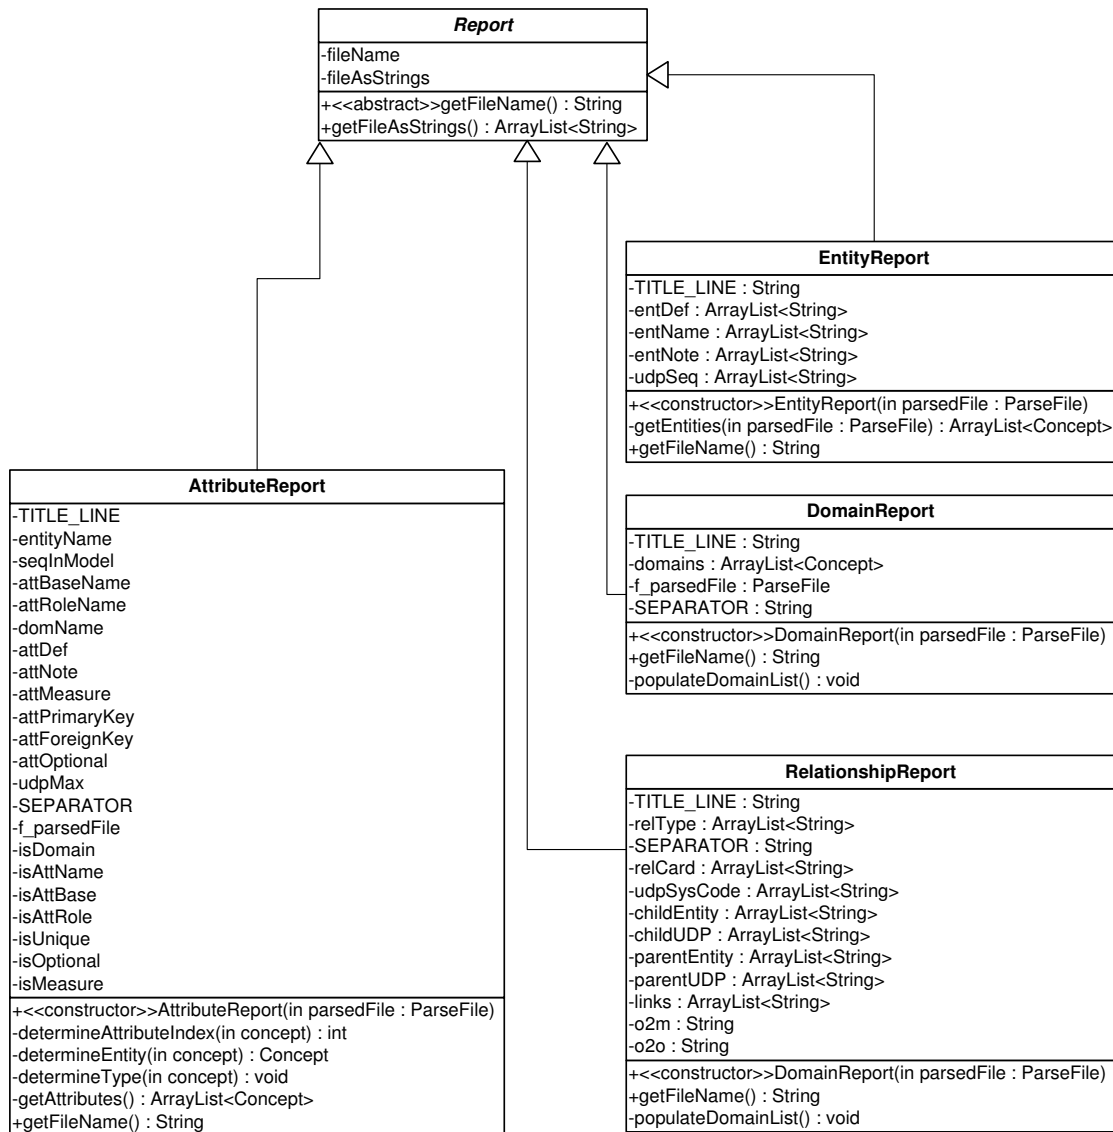 Report
-fileName
-fileAsStrings
+<<abstract>>getFileName() : String
+getFileAsStrings() : ArrayList<String>
EntityReport
-TITLE_LINE : String
-entDef : ArrayList<String>
-entName : ArrayList<String>
-entNote : ArrayList<String>
-udpSeq : ArrayList<String>
+<<constructor>>EntityReport(in parsedFile : ParseFile)
-getEntities(in parsedFile : ParseFile) : ArrayList<Concept>
+getFileName() : String
AttributeReport
-TITLE_LINE
-entityName
-seqInModel
-attBaseName
-attRoleName
-domName
-attDef
-attNote
-attMeasure
-attPrimaryKey
-attForeignKey
-attOptional
-udpMax
-SEPARATOR
-f_parsedFile
-isDomain
-isAttName
-isAttBase
-isAttRole
-isUnique
-isOptional
-isMeasure
+<<constructor>>AttributeReport(in parsedFile : ParseFile)
-determineAttributeIndex(in concept) : int
-determineEntity(in concept) : Concept
-determineType(in concept) : void
-getAttributes() : ArrayList<Concept>
+getFileName() : String
DomainReport
-TITLE_LINE : String
-domains : ArrayList<Concept>
-f_parsedFile : ParseFile
-SEPARATOR : String
+<<constructor>>DomainReport(in parsedFile : ParseFile)
+getFileName() : String
-populateDomainList() : void
RelationshipReport
-TITLE_LINE : String
-relType : ArrayList<String>
-SEPARATOR : String
-relCard : ArrayList<String>
-udpSysCode : ArrayList<String>
-childEntity : ArrayList<String>
-childUDP : ArrayList<String>
-parentEntity : ArrayList<String>
-parentUDP : ArrayList<String>
-links : ArrayList<String>
-o2m : String
-o2o : String
+<<constructor>>DomainReport(in parsedFile : ParseFile)
+getFileName() : String
-populateDomainList() : void